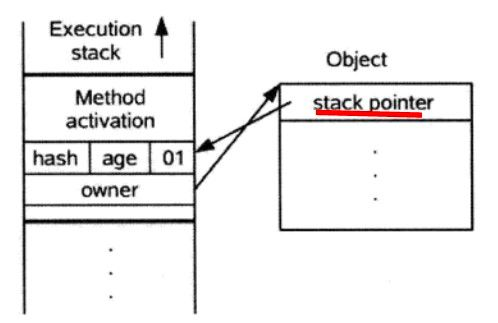 Execution
stack
Object
Method
activation
stack pointer
hash age 01
owner